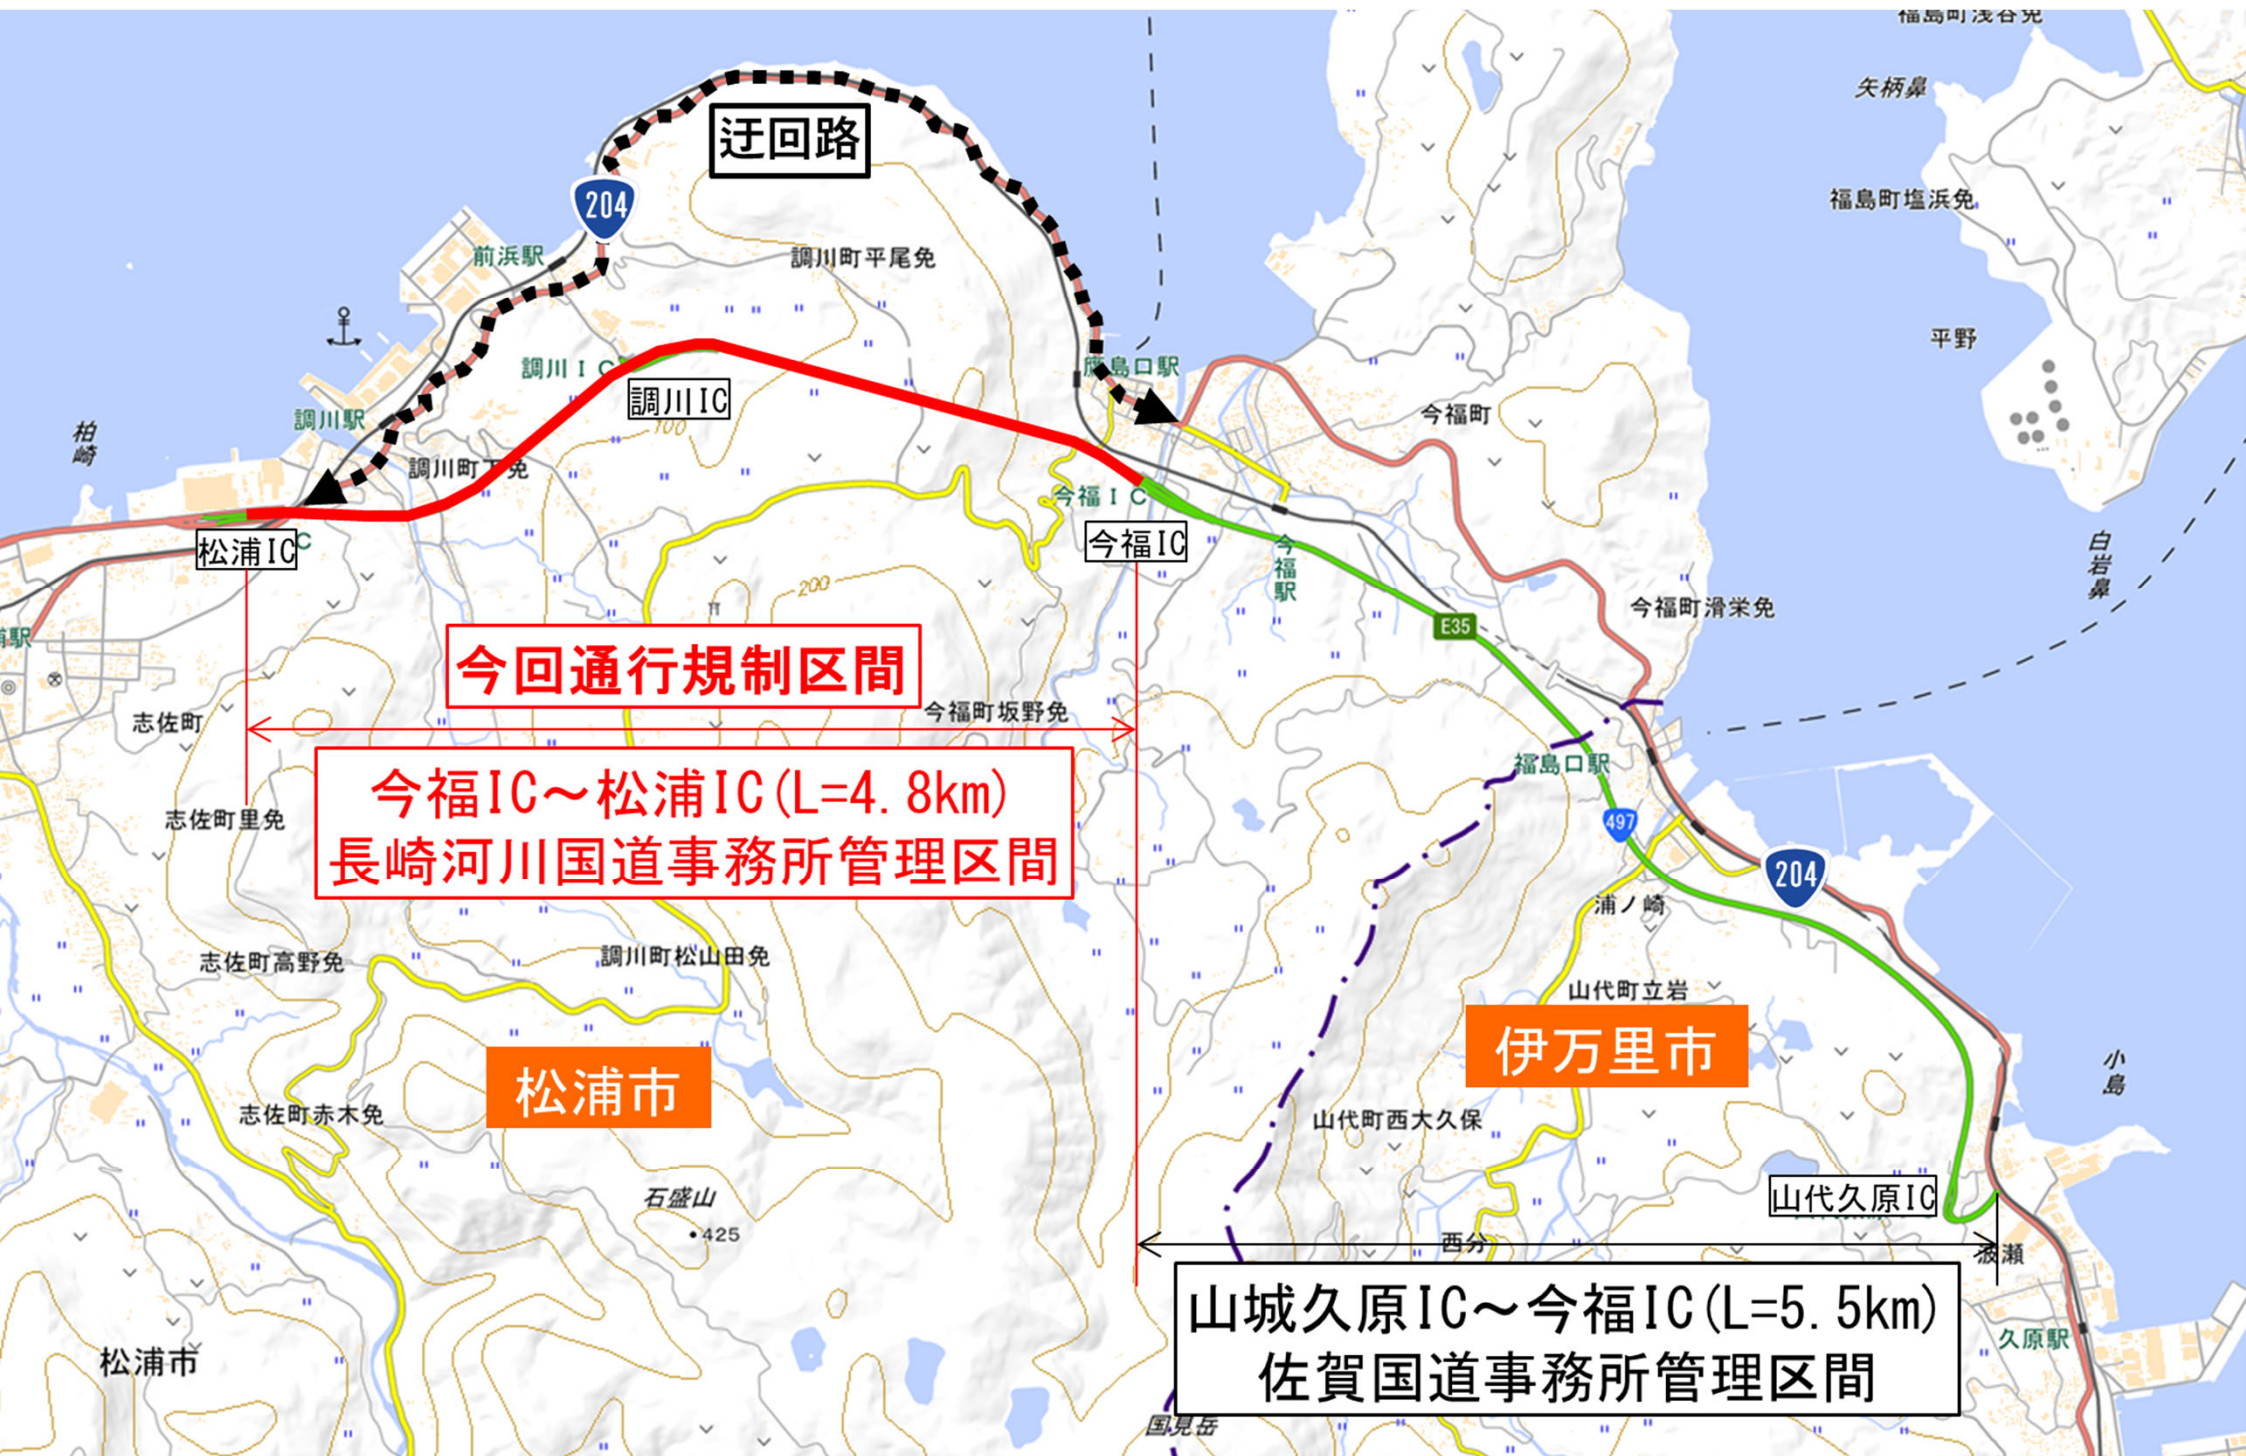 福島町浅谷免
矢柄鼻
迂回路
204
福島町塩浜免
前浜駅
調川町平尾免
平野
調川IC
鷹島口駅
調川IC
今福町
調川駅
柏崎
調川町下免
今福IC
松浦IC
C
今福IC
今福駅
白岩鼻
200
100
今福町滑栄免
E35
浦駅
今回通行規制区間
志佐町
今福町坂野免
福島口駅
今福IC～松浦IC(L=4.8km)
長崎河川国道事務所管理区間
志佐町里免
497
204
浦ノ崎
志佐町高野免
調川町松山田免
山代町立岩
伊万里市
小島
松浦市
志佐町赤木免
山代町西大久保
石盛山
425
山代久原IC
西分
波瀬
山城久原IC～今福IC(L=5.5km)
佐賀国道事務所管理区間
久原駅
松浦市
国見岳